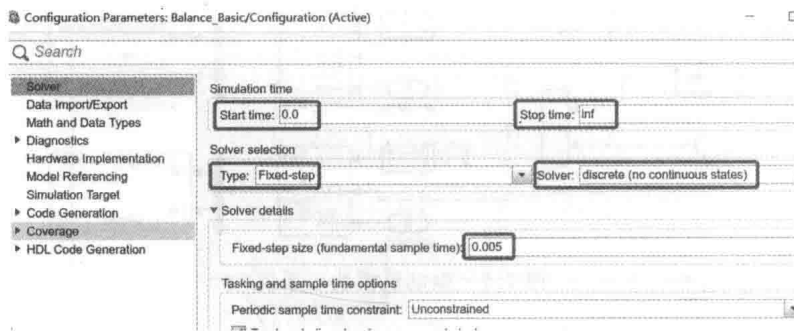 Configuration Parameters: Balance_Basic/Configuration (Active)
Search
Solver
Data Import/Export
Math and Data Types
Diagnostics
Hardware Implementation
Model Referencing
Simulation Target
Code Generation
Coverage
HDL Code Generation
Simulation time
Start time: 0.0 Stop time: inf
Solver selection
Type: Fixed-step Solver: discrete (no continuous states)
Solver details
Fixed-step size (fundamental sample time): 0.005
Tasking and sample time options
Periodic sample time constraint: Unconstrained